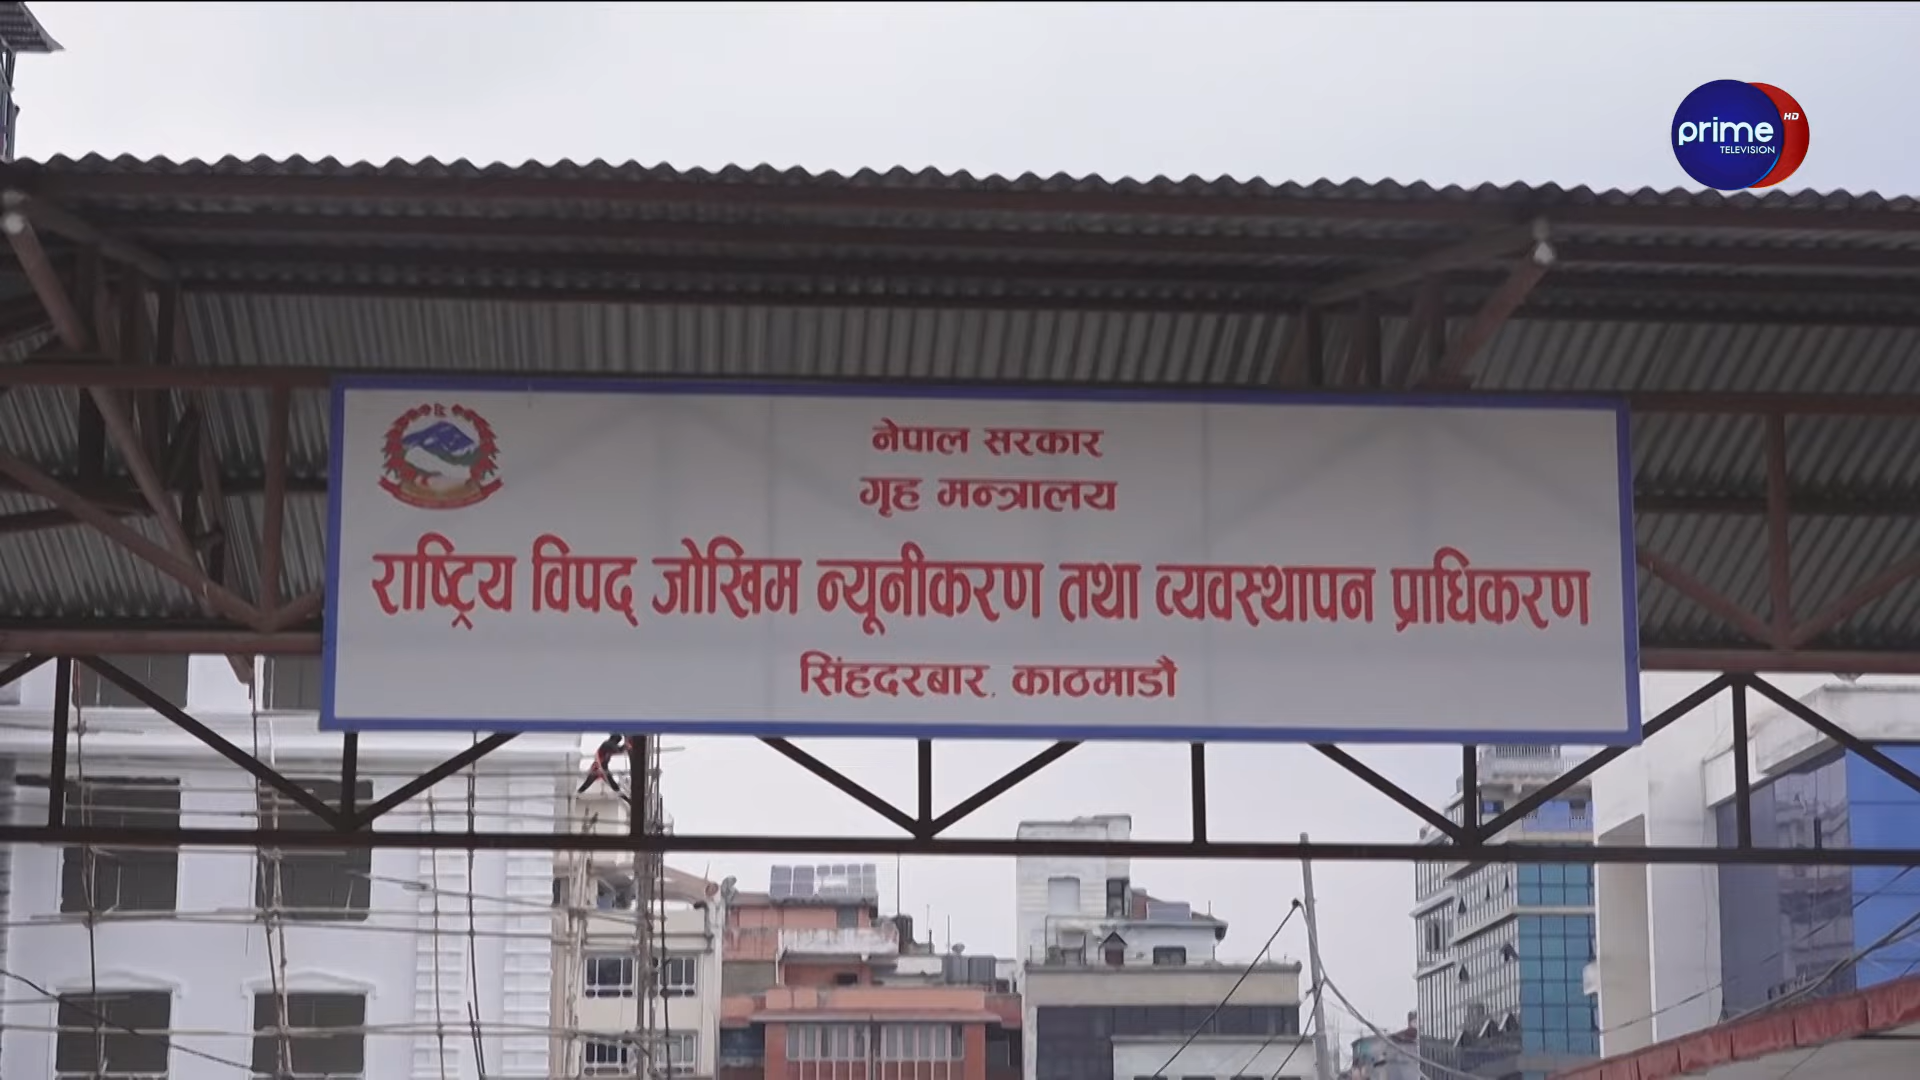 prime
HD
TELEVISION
नेपाल सरकार
गृह मन्त्रालय
राष्ट्रिय विपद् जोखिम न्यूनीकरण तथा व्यवस्थापन प्राधिकरण
सिंहदरबार, काठमाडौं